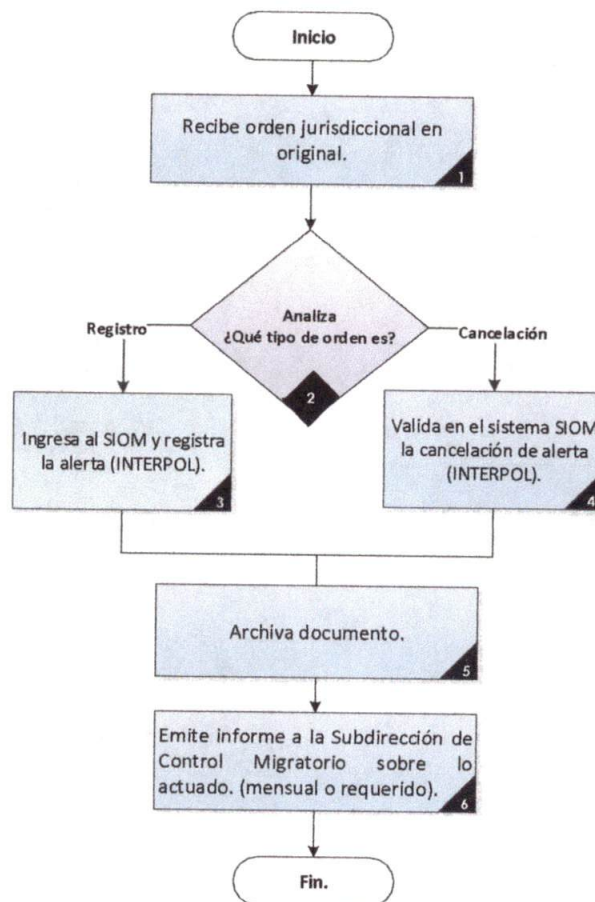 Inicio
Recibe orden jurisdiccional en
original.
1
Analiza
¿Qué tipo de orden es?
2
Registro
Cancelación
Ingresa al SIOM y registra
la alerta (INTERPOL).
3
Valida en el sistema SIOM
la cancelación de alerta
(INTERPOL).
4
Archiva documento.
5
Emite informe a la Subdirección de
Control Migratorio sobre lo
actuado. (mensual o requerido).
6
Fin.